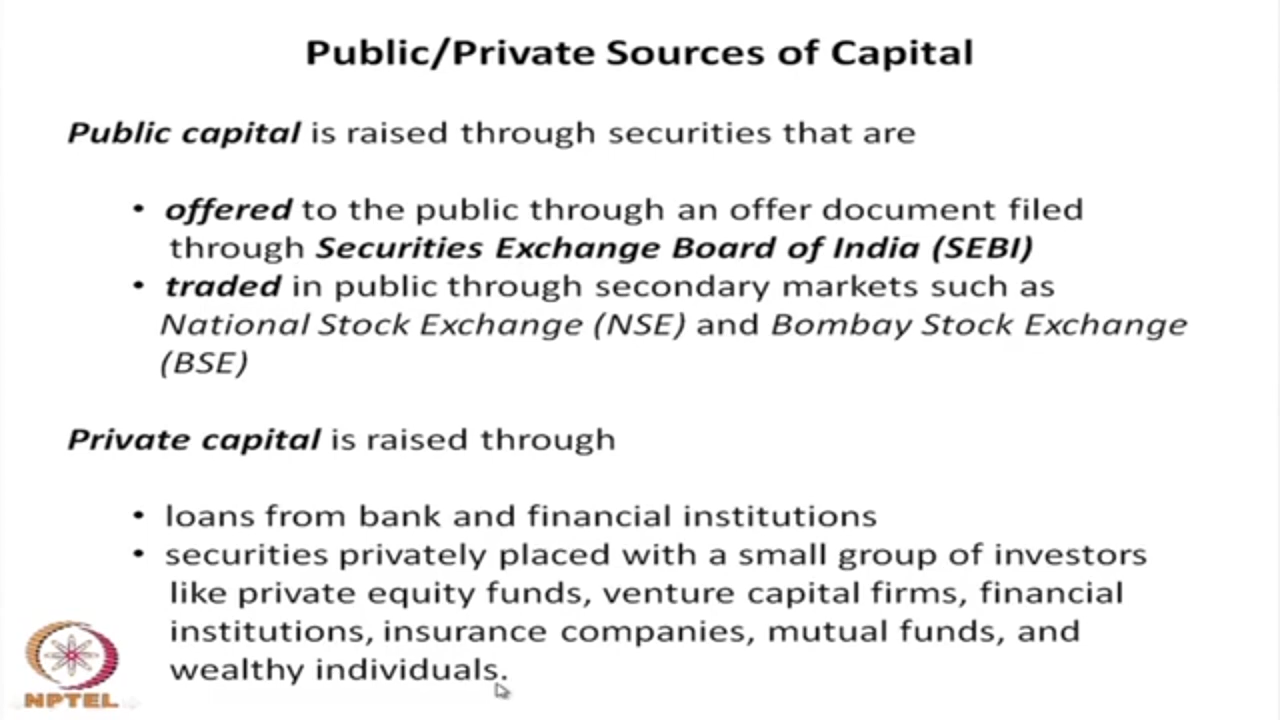 Public/Private Sources of Capital
Public capital is raised through securities that are
• offered to the public through an offer document filed
through Securities Exchange Board of India (SEBI)
• traded in public through secondary markets such as
National Stock Exchange (NSE) and Bombay Stock Exchange
(BSE)
Private capital is raised through
• loans from bank and financial institutions
• securities privately placed with a small group of investors
like private equity funds, venture capital firms, financial
institutions, insurance companies, mutual funds, and
wealthy individuals.
NPTEL